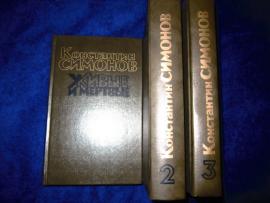 Константин
СИМОНОВ
Живые
и мертвые
2 Константин СИМОНОВ
3 Константин СИМОНОВ